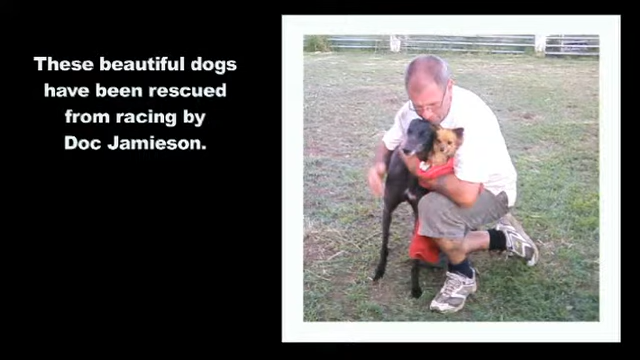 These beautiful dogs
have been rescued
from racing by
Doc Jamieson.